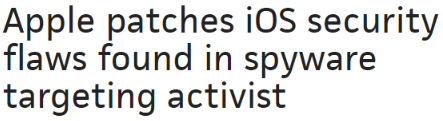 Apple patches iOS security
flaws found in spyware
targeting activist